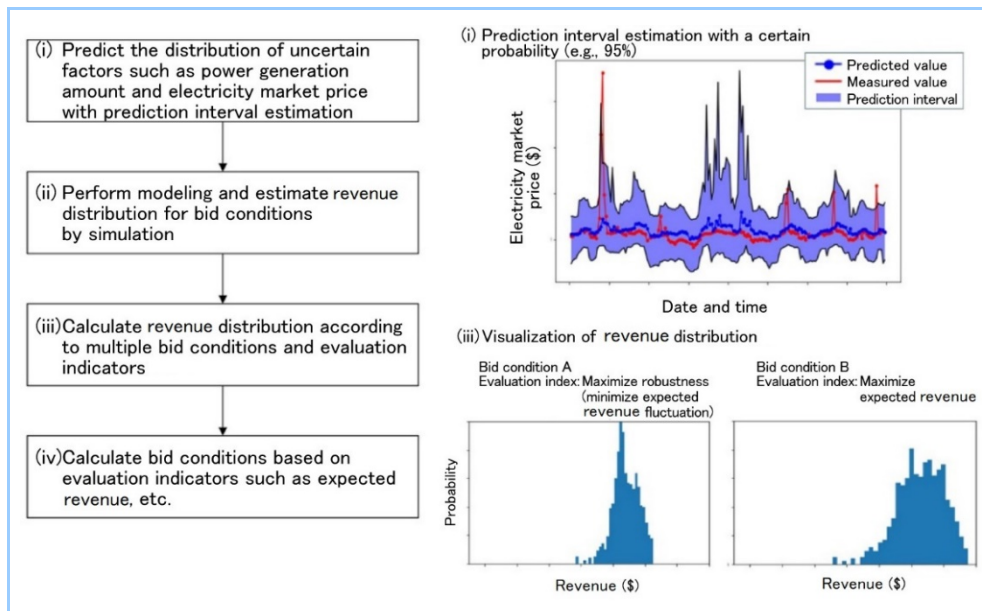 (i) Predict the distribution of uncertain
factors such as power generation
amount and electricity market price
with prediction interval estimation
(ii) Perform modeling and estimate revenue
distribution for bid conditions
by simulation
(iii) Calculate revenue distribution according
to multiple bid conditions and evaluation
indicators
(iv) Calculate bid conditions based on
evaluation indicators such as expected
revenue, etc.
(i) Prediction interval estimation with a certain
probability (e.g., 95%)
Predicted value
Measured value
Prediction interval
Electricity market
price ($)
Date and time
(iii) Visualization of revenue distribution
Bid condition A
Evaluation index: Maximize robustness
(minimize expected
revenue fluctuation)
Probability
Revenue ($)
Bid condition B
Evaluation index: Maximize
expected revenue
Revenue ($)